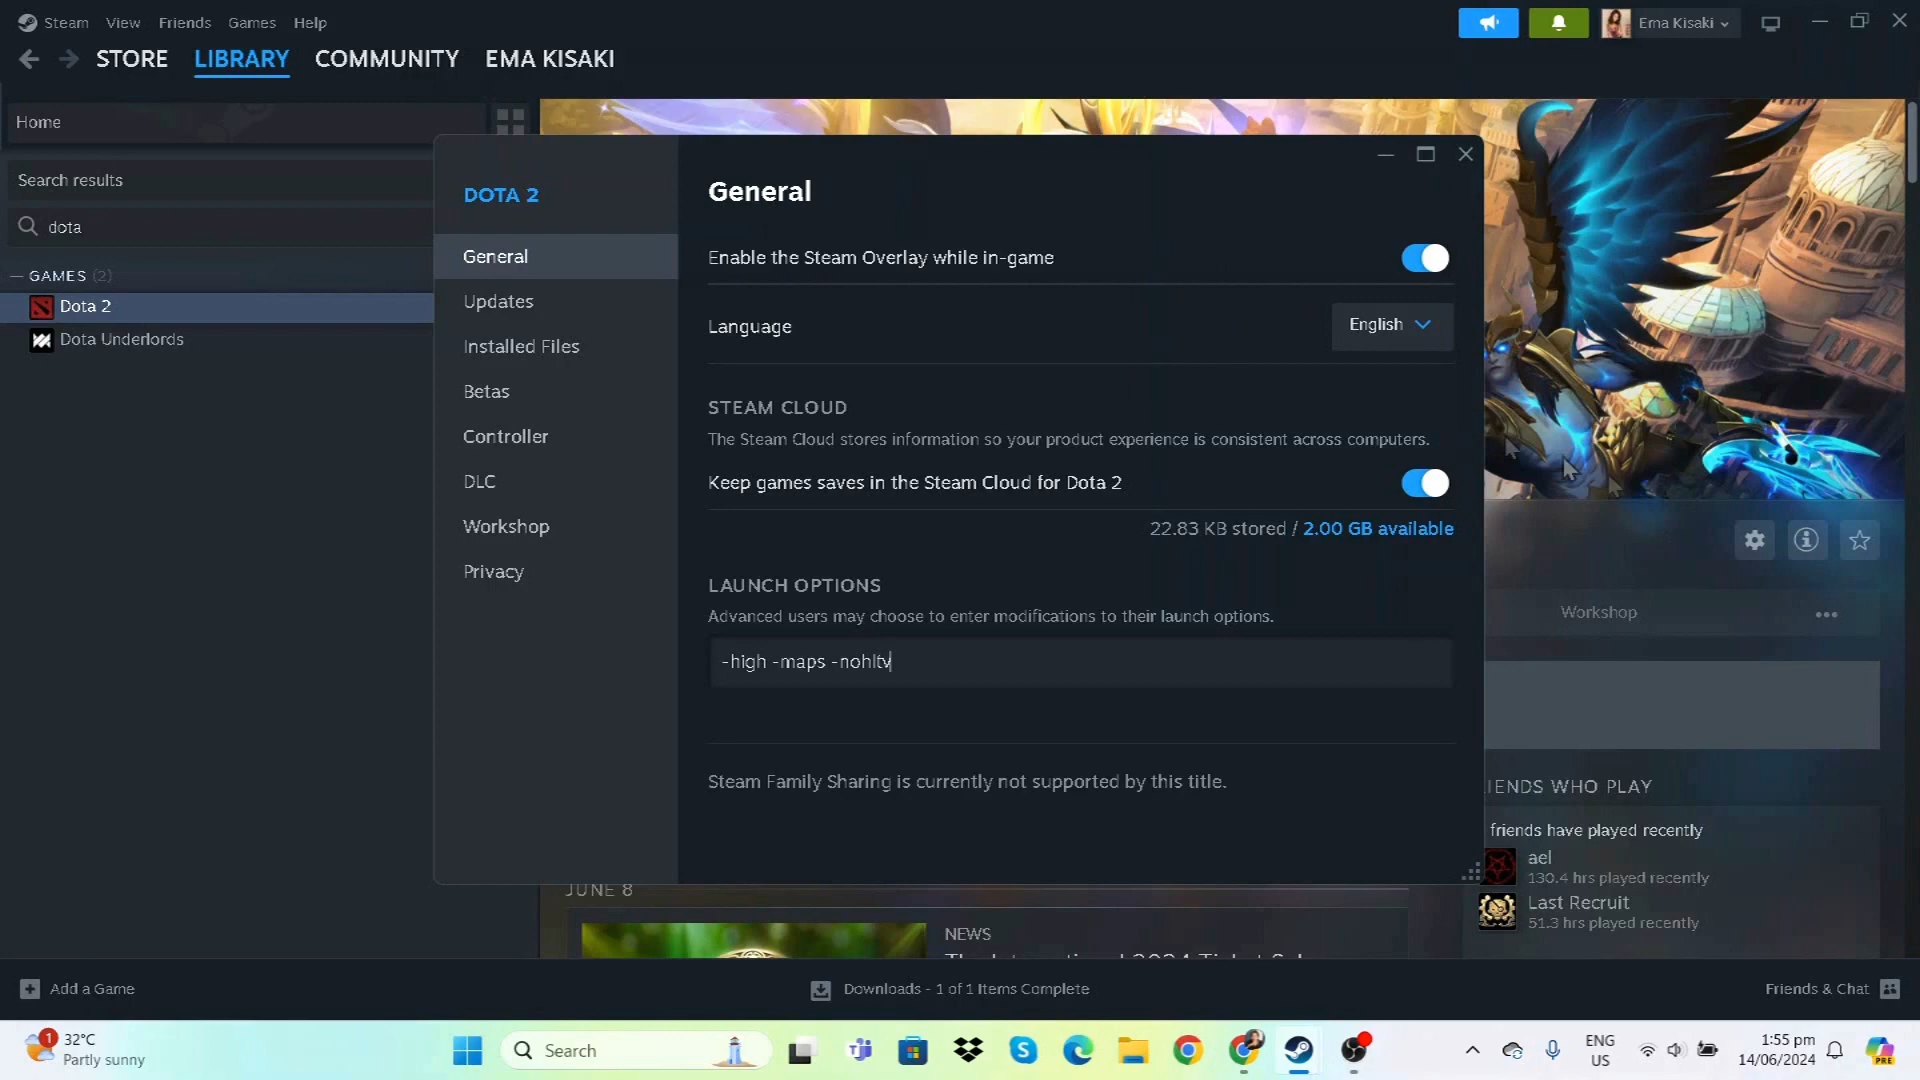 Steam View Friends Games Help
Ema Kisaki
STORE LIBRARY COMMUNITY EMA KISAKI
Home
Search results
dota
GAMES (2)
Dota 2
Dota Underlords
DOTA 2
General
Updates
Installed Files
Betas
Controller
DLC
Workshop
Privacy
General
Enable the Steam Overlay while in-game
Language
English
STEAM CLOUD
The Steam Cloud stores information so your product experience is consistent across computers.
Keep games saves in the Steam Cloud for Dota 2
22.83 KB stored / 2.00 GB available
LAUNCH OPTIONS
Advanced users may choose to enter modifications to their launch options.
-high -maps -nohltv
Steam Family Sharing is currently not supported by this title.
Workshop
IENDS WHO PLAY
friends have played recently
ael
130.4 hrs played recently
Last Recruit
51.3 hrs played recently
JUNE 8
NEWS
Add a Game
Downloads - 1 of 1 Items Complete
Friends & Chat
1
32°C
Partly sunny
Search
ENG
US
1:55 pm
14/06/2024
PRE